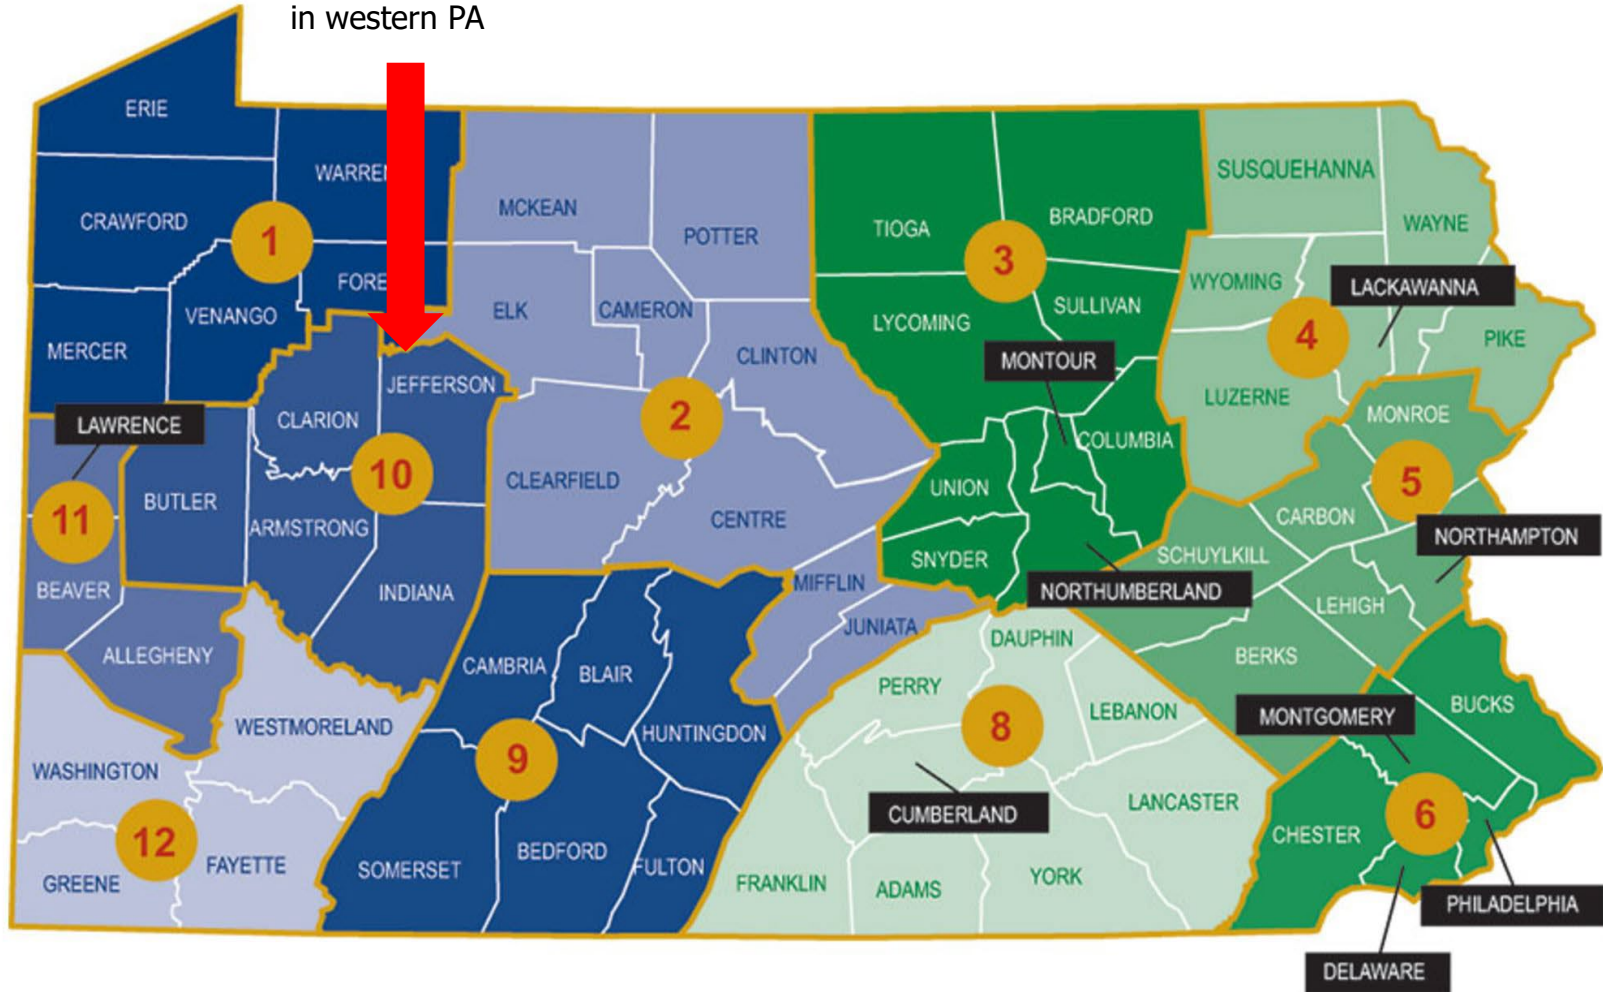 in western PA
ERIE
WARREN
CRAWFORD
1
FORE
VENANGO
MERCER
MCKEAN
POTTER
ELK
CAMERON
CLINTON
2
CLEARFIELD
CENTRE
MIFFLIN
JUNIATA
TIOGA
BRADFORD
3
SULLIVAN
LYCOMING
MONTOUR
COLUMBIA
UNION
SNYDER
NORTHUMBERLAND
SUSQUEHANNA
WAYNE
WYOMING
LACKAWANNA
4
PIKE
LUZERNE
MONROE
5
CARBON
NORTHAMPTON
SCHUYLKILL
LEHIGH
BERKS
LAWRENCE
JEFFERSON
CLARION
10
11
BUTLER
ARMSTRONG
INDIANA
BEAVER
ALLEGHENY
WESTMORELAND
WASHINGTON
12
GREENE
FAYETTE
CAMBRIA
BLAIR
HUNTINGDON
9
SOMERSET
BEDFORD
FULTON
DAUPHIN
PERRY
LEBANON
8
CUMBERLAND
LANCASTER
FRANKLIN
ADAMS
YORK
BUCKS
MONTGOMERY
6
CHESTER
PHILADELPHIA
DELAWARE